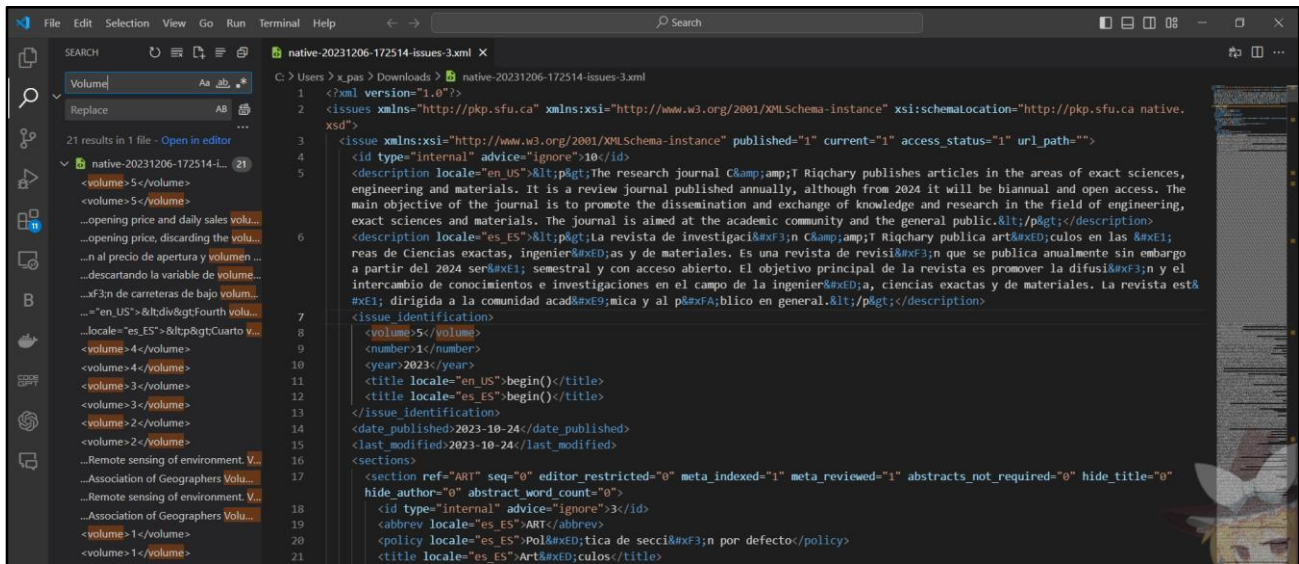 File Edit Selection View Go Run Terminal Help
Search
SEARCH
Volume
Aa ab .*
Replace
AB
21 results in 1 file - Open in editor
native-20231206-172514-i... 21
<volume>5</volume>
<volume>5</volume>
...opening price and daily sales volu...
...opening price, discarding the volu...
...n al precio de apertura y volumen ...
...descartando la variable de volume...
...xF3;n de carreteras de bajo volum...
...="en_US">&lt;div&gt;Fourth volu...
...locale="es_ES">&lt;p&gt;Cuarto v...
<volume>4</volume>
<volume>4</volume>
<volume>3</volume>
<volume>3</volume>
<volume>2</volume>
<volume>2</volume>
...Remote sensing of environment. V...
...Association of Geographers Volu...
...Remote sensing of environment. V...
...Association of Geographers Volu...
<volume>1</volume>
<volume>1</volume>
11
B
CODE
GPT
native-20231206-172514-issues-3.xml
C: > Users > x_pas > Downloads > native-20231206-172514-issues-3.xml
1 <?xml version="1.0"?>
2 <issues xmlns="http://pkp.sfu.ca" xmlns:xsi="http://www.w3.org/2001/XMLSchema-instance" xsi:schemaLocation="http://pkp.sfu.ca native.
xsd">
3 <issue xmlns:xsi="http://www.w3.org/2001/XMLSchema-instance" published="1" current="1" access_status="1" url_path="">
4 <id type="internal" advice="ignore">10</id>
5 <description locale="en_US">&lt;p&gt;The research journal C&amp;amp;T Riqchary publishes articles in the areas of exact sciences,
engineering and materials. It is a review journal published annually, although from 2024 it will be biannual and open access. The
main objective of the journal is to promote the dissemination and exchange of knowledge and research in the field of engineering,
exact sciences and materials. The journal is aimed at the academic community and the general public.&lt;/p&gt;</description>
6 <description locale="es_ES">&lt;p&gt;La revista de investigaci&#xF3;n C&amp;amp;T Riqchary publica art&#xED;culos en las &#xE1;
reas de Ciencias exactas, ingenier&#xED;as y de materiales. Es una revista de revisi&#xF3;n que se publica anualmente sin embargo
a partir del 2024 ser&#xE1; semestral y con acceso abierto. El objetivo principal de la revista es promover la difusi&#xF3;n y el
intercambio de conocimientos e investigaciones en el campo de la ingenier&#xED;a, ciencias exactas y de materiales. La revista est&
#xE1; dirigida a la comunidad acad&#xE9;mica y al p&#xFA;blico en general.&lt;/p&gt;</description>
7 <issue_identification>
8 <volume>5</volume>
9 <number>1</number>
10 <year>2023</year>
11 <title locale="en_US">begin()</title>
12 <title locale="es_ES">begin()</title>
13 </issue_identification>
14 <date_published>2023-10-24</date_published>
15 <last_modified>2023-10-24</last_modified>
16 <sections>
17 <section ref="ART" seq="0" editor_restricted="0" meta_indexed="1" meta_reviewed="1" abstracts_not_required="0" hide_title="0"
hide_author="0" abstract_word_count="0">
18 <id type="internal" advice="ignore">3</id>
19 <abbrev locale="es_ES">ART</abbrev>
20 <policy locale="es_ES">Pol&#xED;tica de secci&#xF3;n por defecto</policy>
21 <title locale="es_ES">Art&#xED;culos</title>